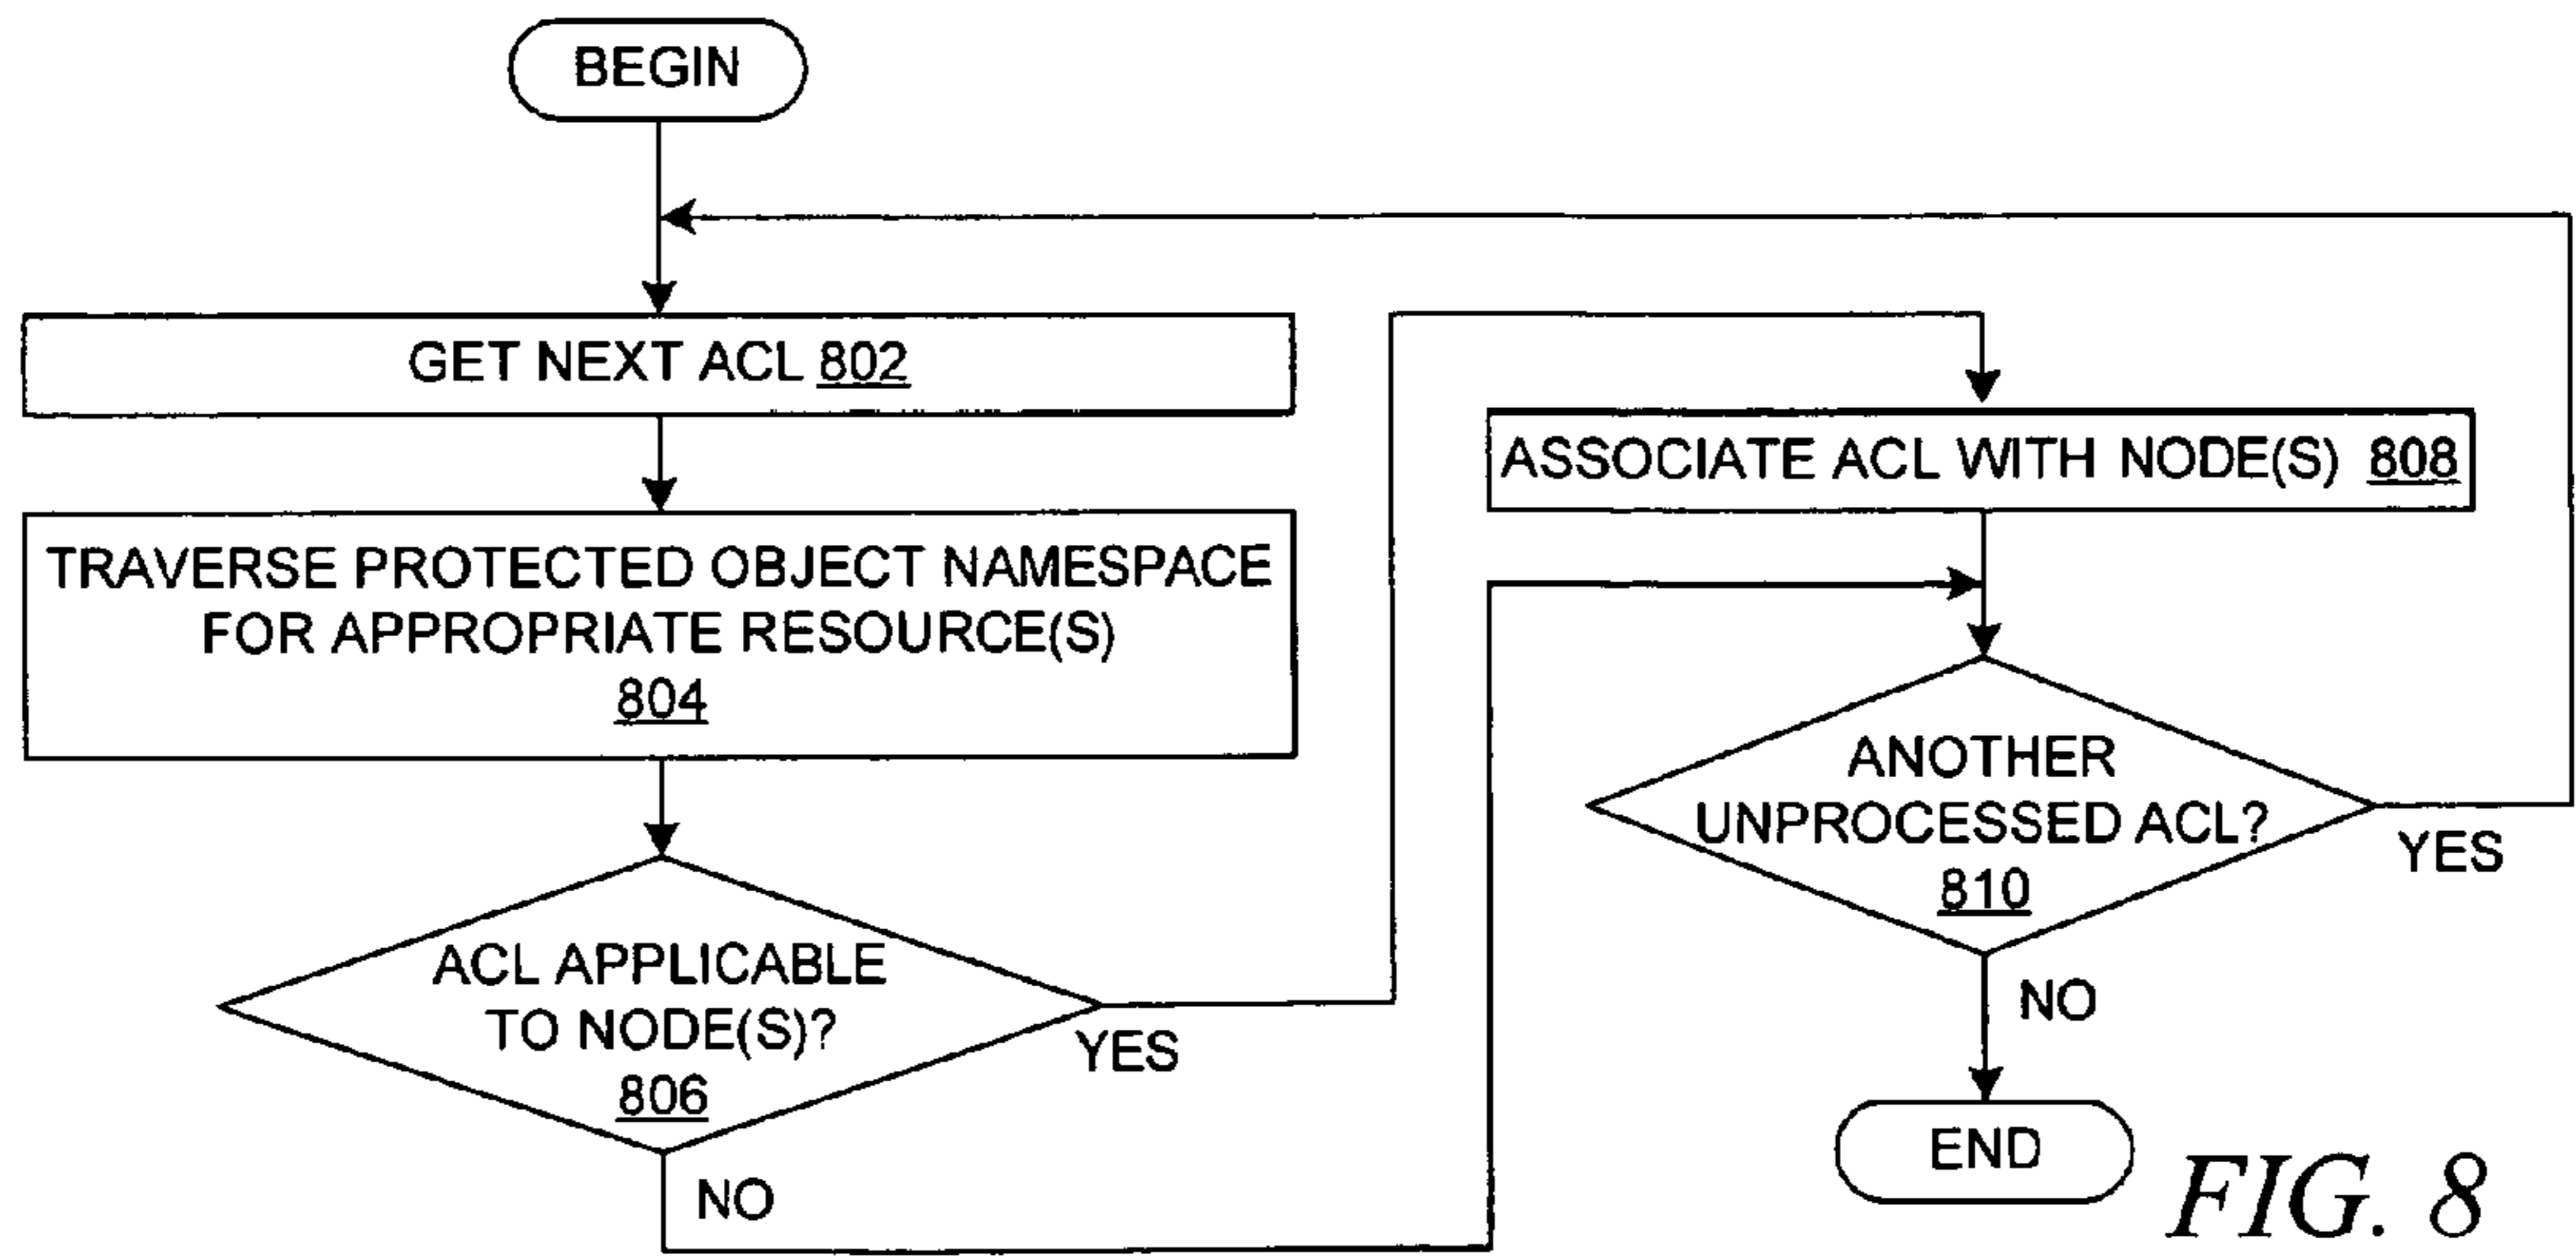 BEGIN
GET NEXT ACL 802
TRAVERSE PROTECTED OBJECT NAMESPACE
FOR APPROPRIATE RESOURCE(S)
804
ACL APPLICABLE
TO NODE(S)?
806
YES
NO
ASSOCIATE ACL WITH NODE(S) 808
ANOTHER
UNPROCESSED ACL?
810
YES
NO
END
FIG. 8